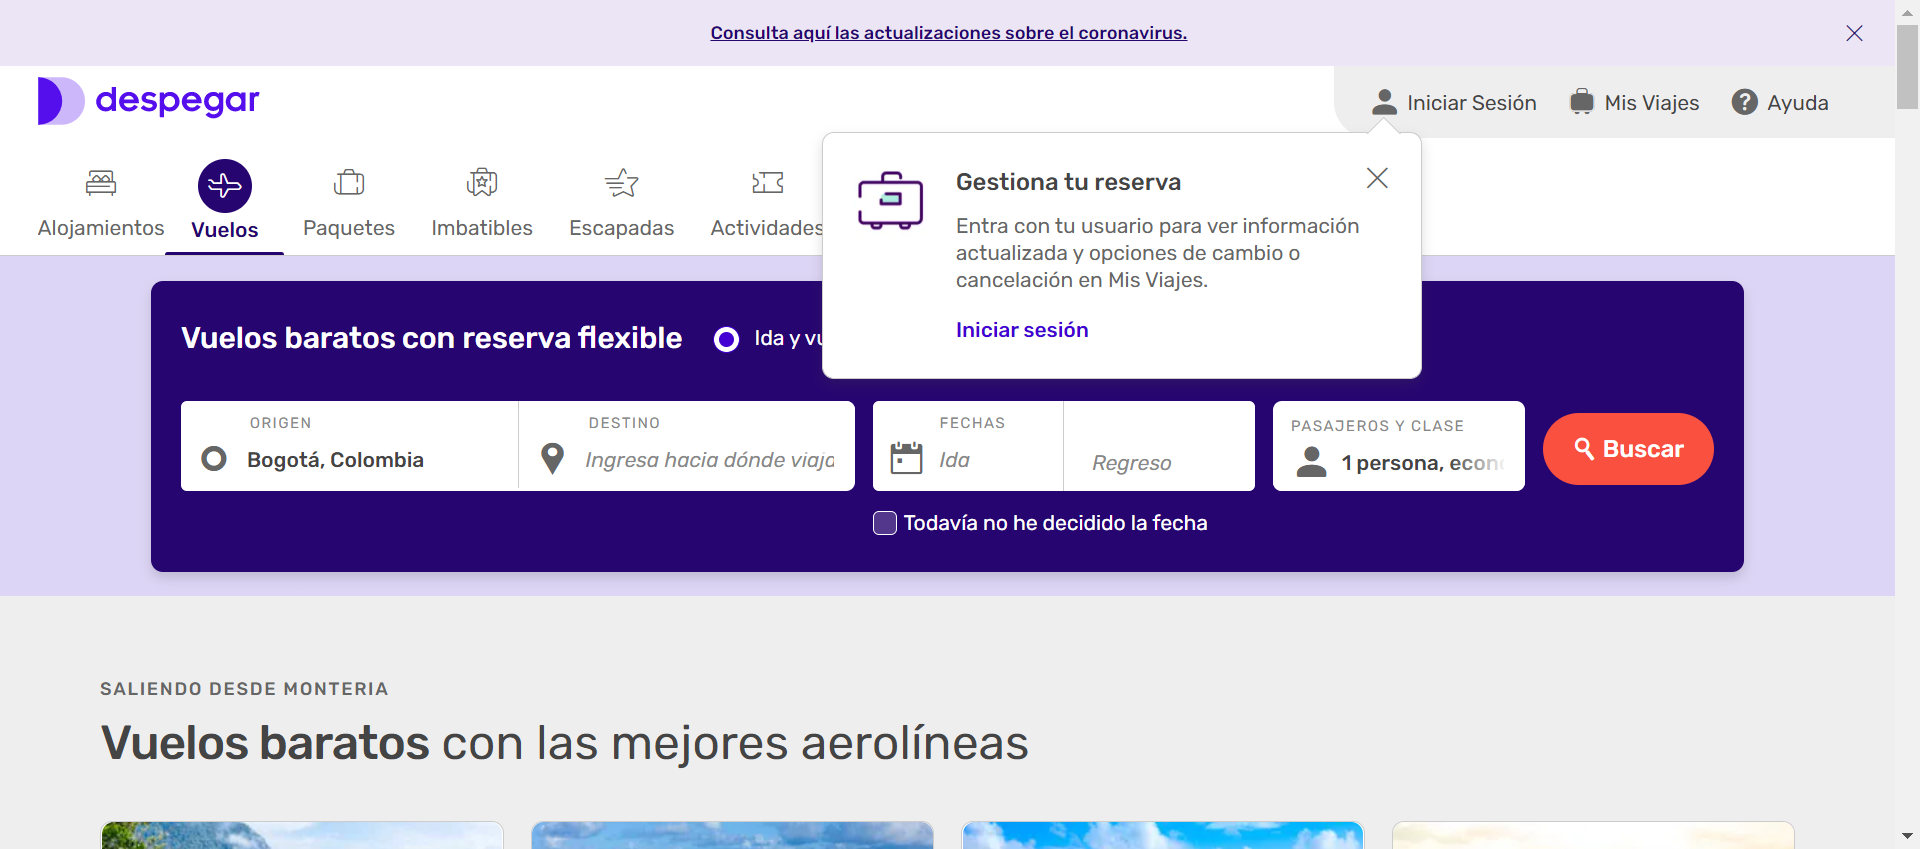 Consulta aquí las actualizaciones sobre el coronavirus.
despegar
Iniciar Sesión
Mis Viajes
? Ayuda
Alojamientos
Vuelos
Paquetes
Imbatibles
Escapadas
Actividades
Gestiona tu reserva
Entra con tu usuario para ver información
actualizada y opciones de cambio o
cancelación en Mis Viajes.
Iniciar sesión
Vuelos baratos con reserva flexible
Ida y vu
ORIGEN
Bogotá, Colombia
DESTINO
Ingresa hacia dónde viaja
FECHAS
Ida
Regreso
PASAJEROS Y CLASE
1 persona, econ
Buscar
Todavía no he decidido la fecha
SALIENDO DESDE MONTERIA
Vuelos baratos con las mejores aerolíneas